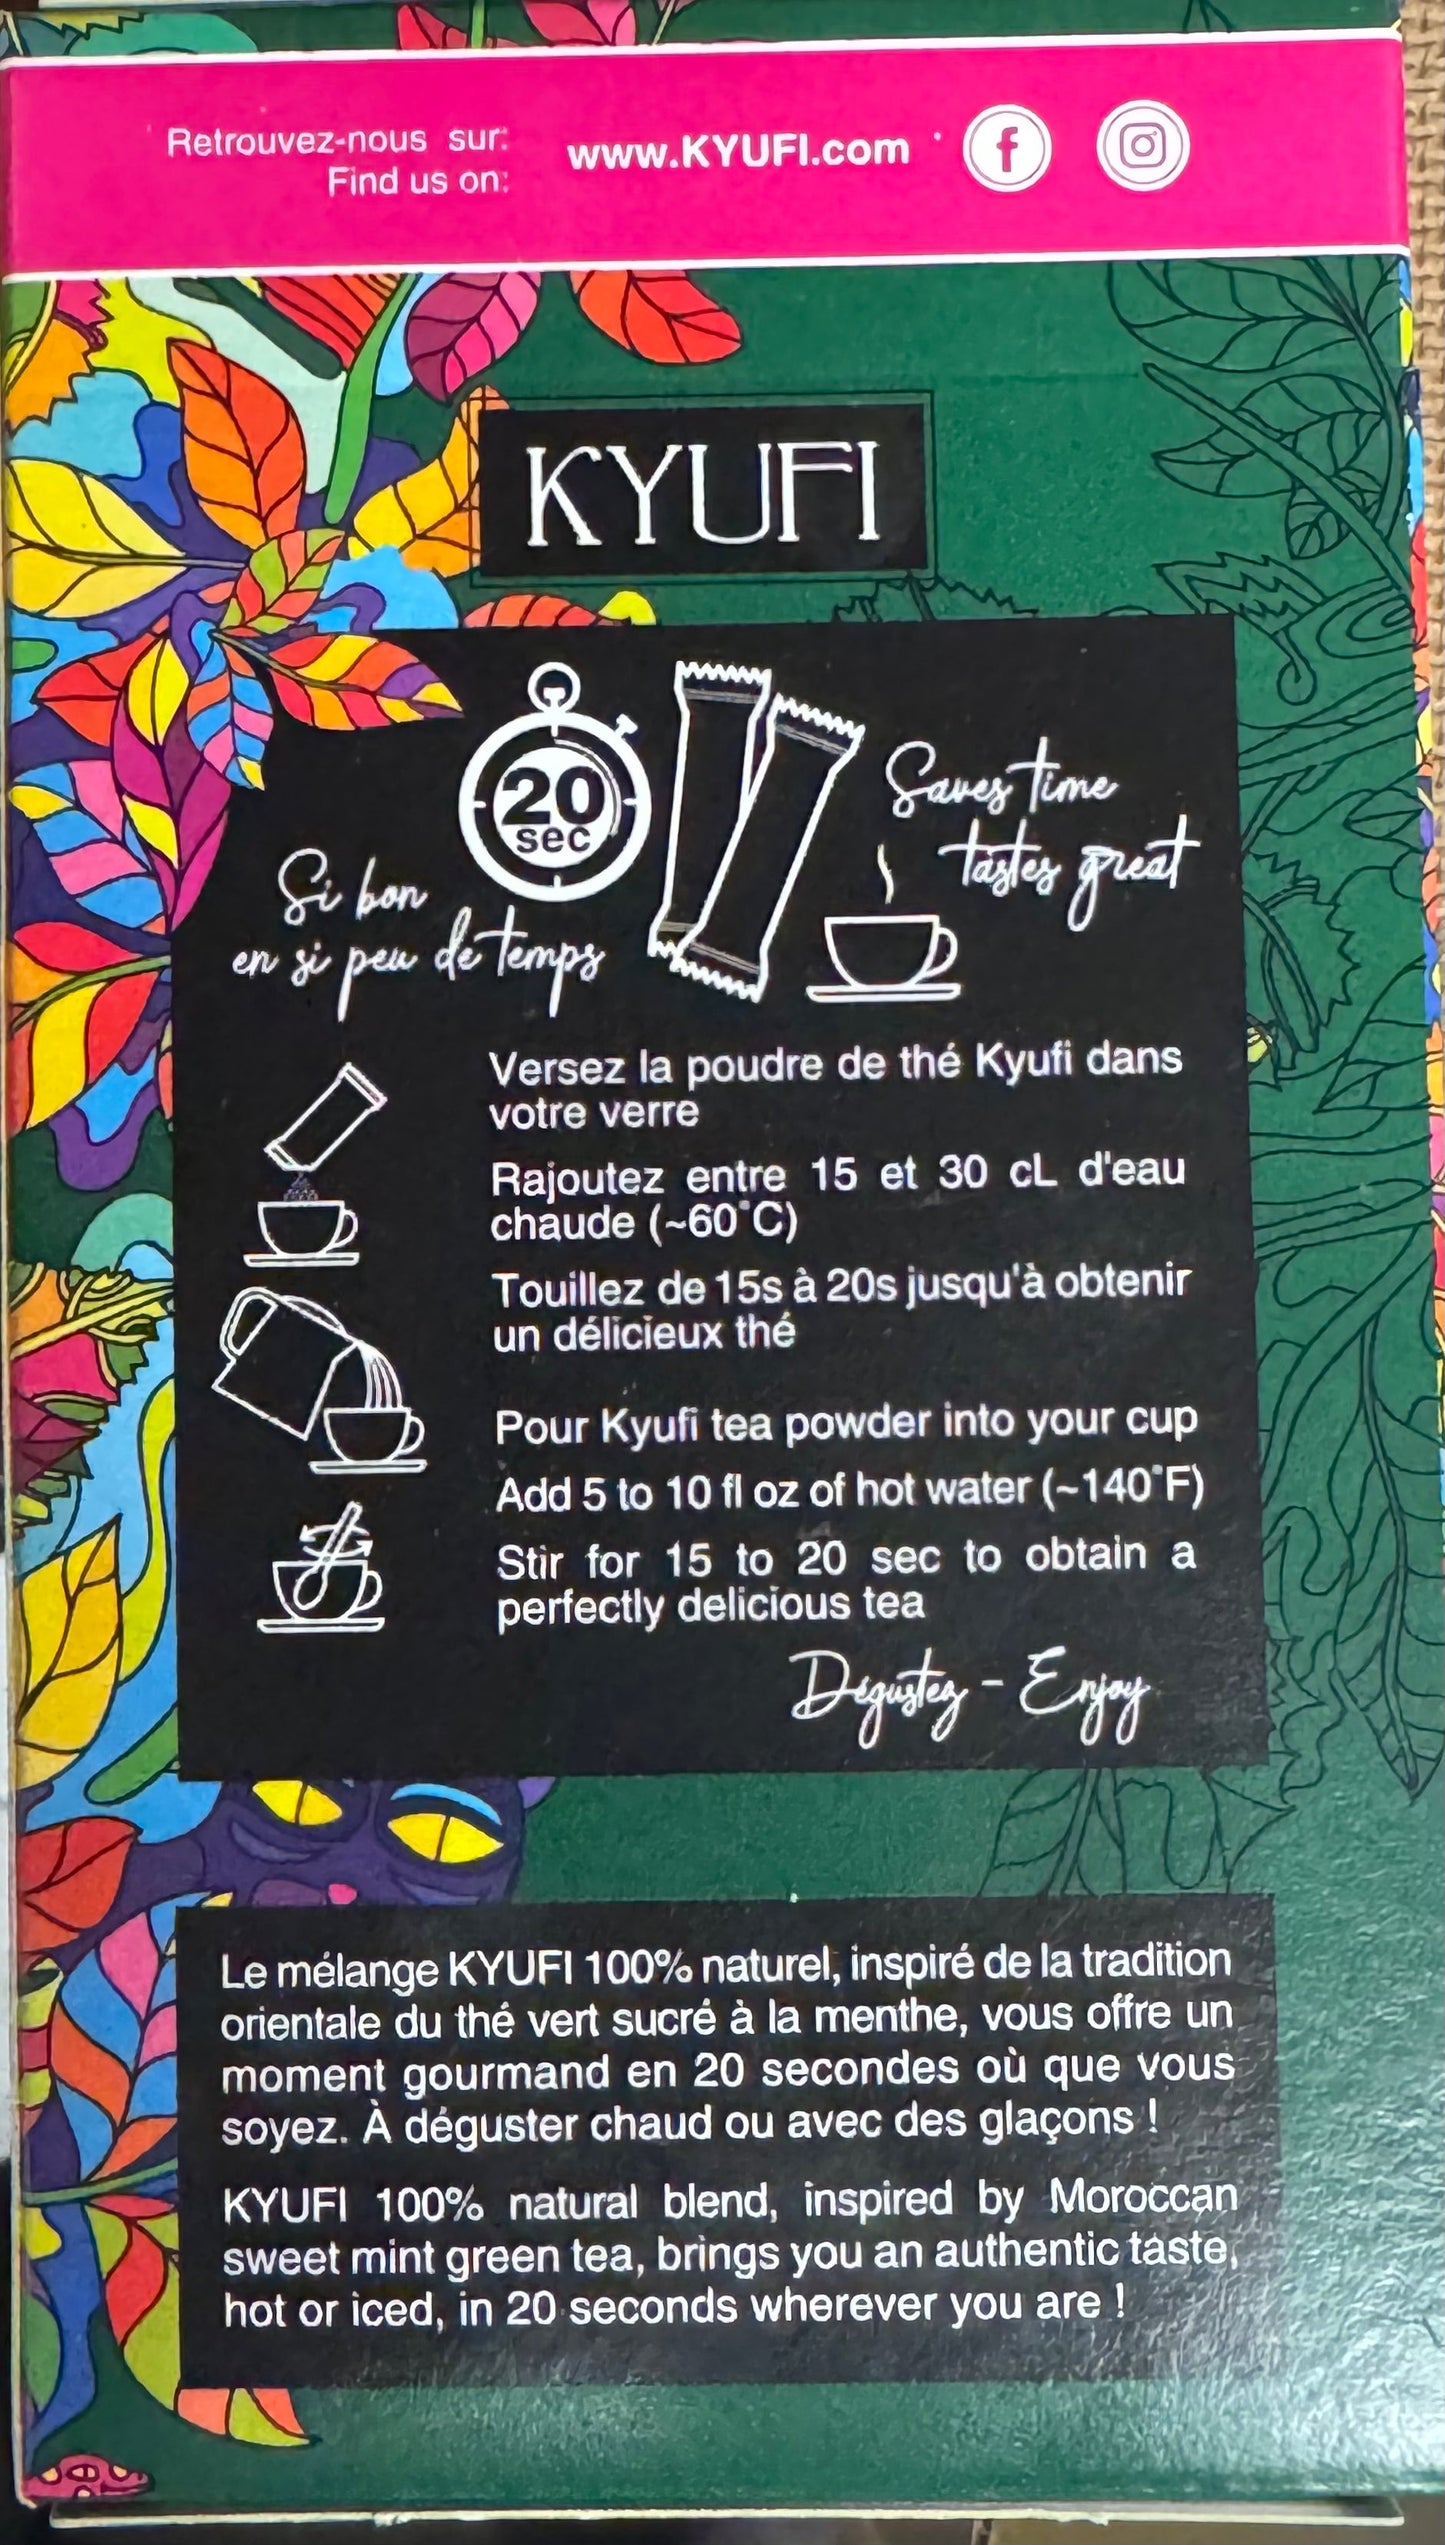 Retrouvez-nous sur:
Find us on:
www.KYUFI.com
KYUFI
20
sec
Saves time
tastes great
Si bon
en si peu de temps
Versez la poudre de thé Kyufi dans
votre verre
Rajoutez entre 15 et 30 cL d'eau
chaude (~60°C)
Touillez de 15s à 20s jusqu'à obtenir
un délicieux thé
Pour Kyufi tea powder into your cup
Add 5 to 10 fl oz of hot water (~140°F)
Stir for 15 to 20 sec to obtain a
perfectly delicious tea
Dégustez - Enjoy
Le mélange KYUFI 100% naturel, inspiré de la tradition
orientale du thé vert sucré à la menthe, vous offre un
moment gourmand en 20 secondes où que vous
soyez. À déguster chaud ou avec des glaçons !
KYUFI 100% natural blend, inspired by Moroccan
sweet mint green tea, brings you an authentic taste,
hot or iced, in 20 seconds wherever you are !